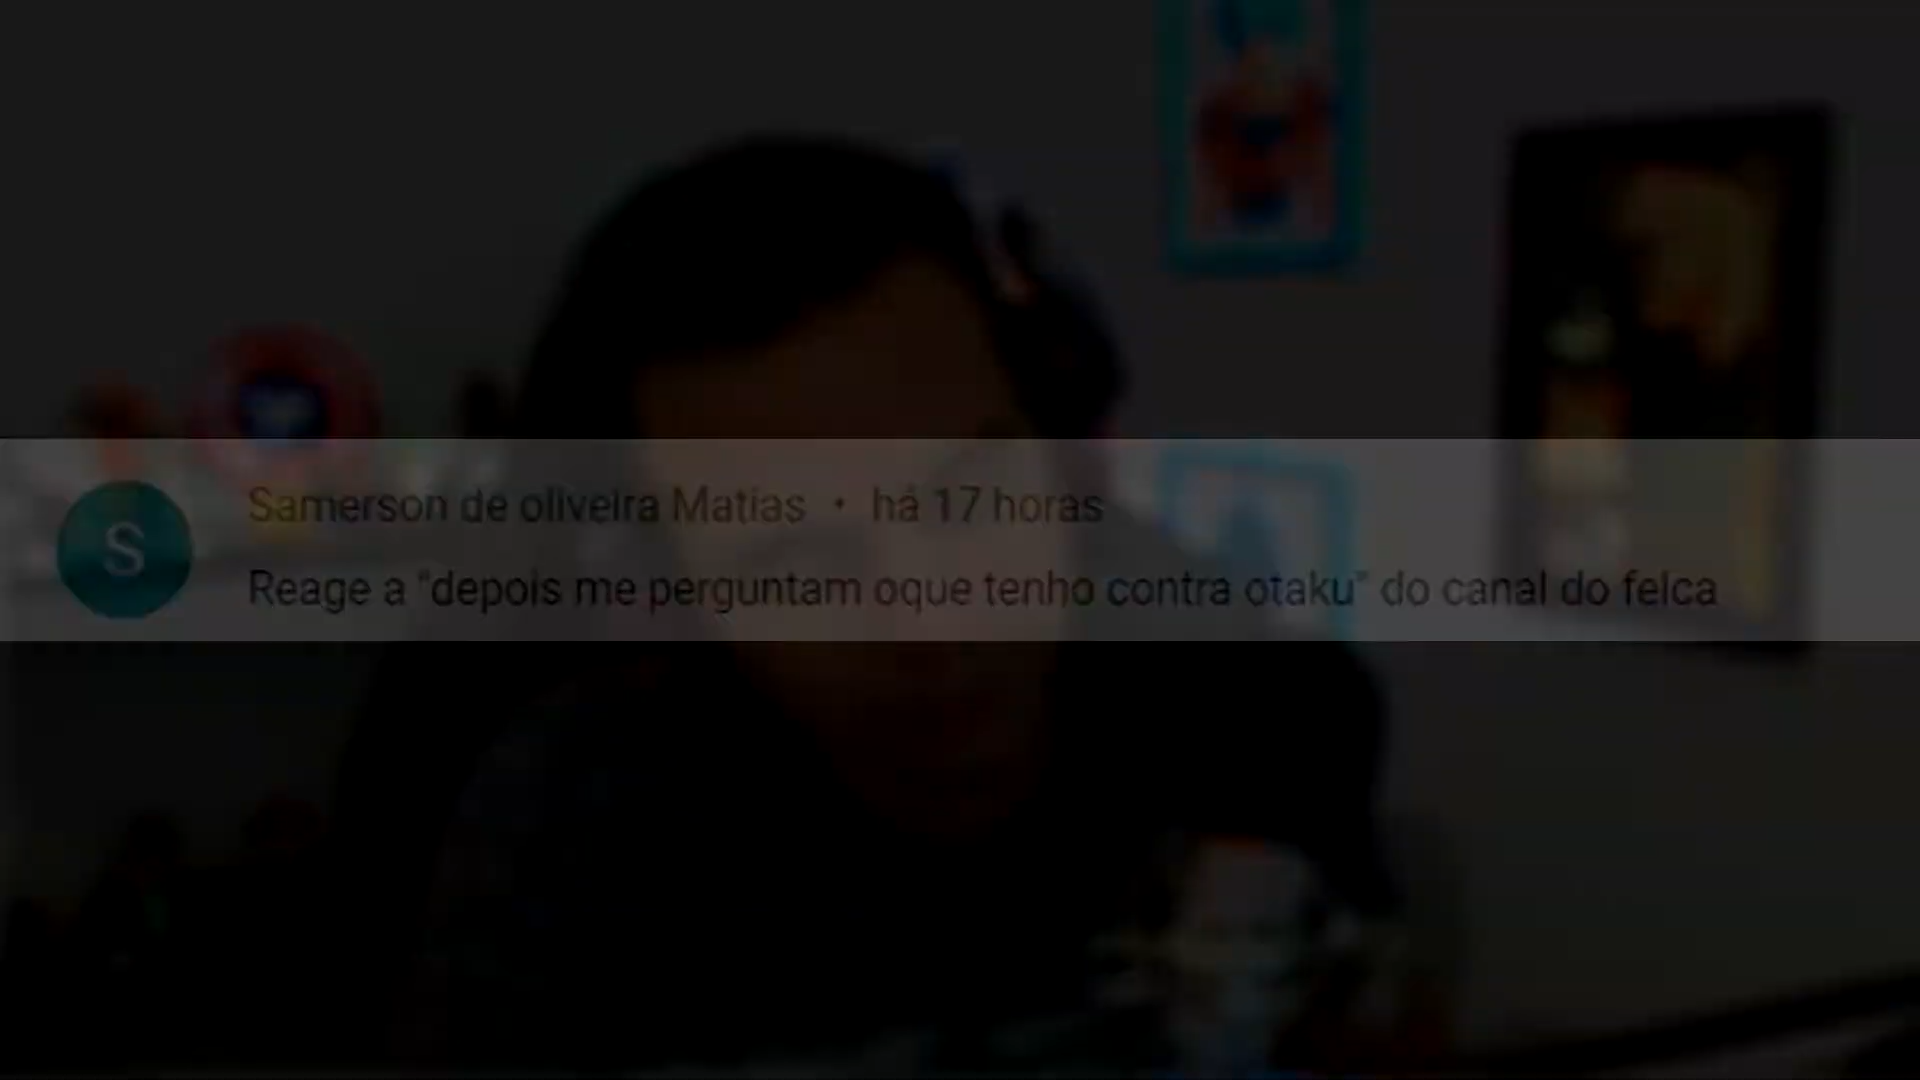 S
Samerson de oliveira Matias • há 17 horas
Reage a "depois me perguntam oque tenho contra otaku" do canal do felca